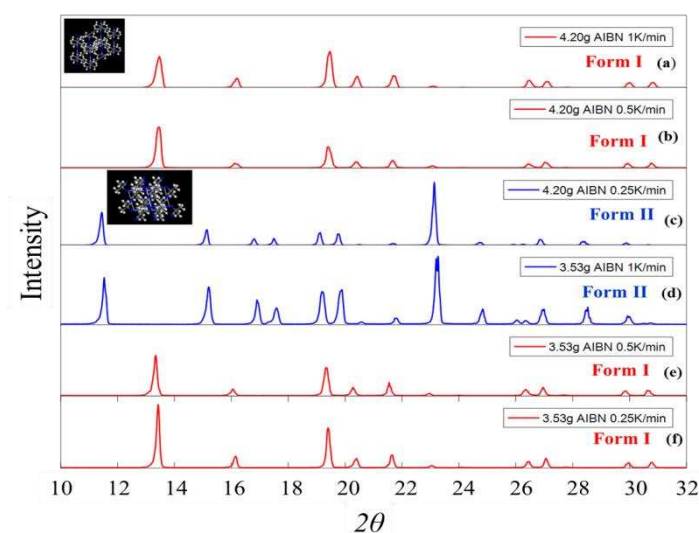 4.20g AIBN 1K/min
Form I (a)
4.20g AIBN 0.5K/min
Form I (b)
4.20g AIBN 0.25K/min
(c)
Form II
3.53g AIBN 1K/min
Form II (d)
3.53g AIBN 0.5K/min
Form I (e)
3.53g AIBN 0.25K/min
Form I (f)
Intensity
10 12 14 16 18 20 22 24 26 28 30 32
2θ